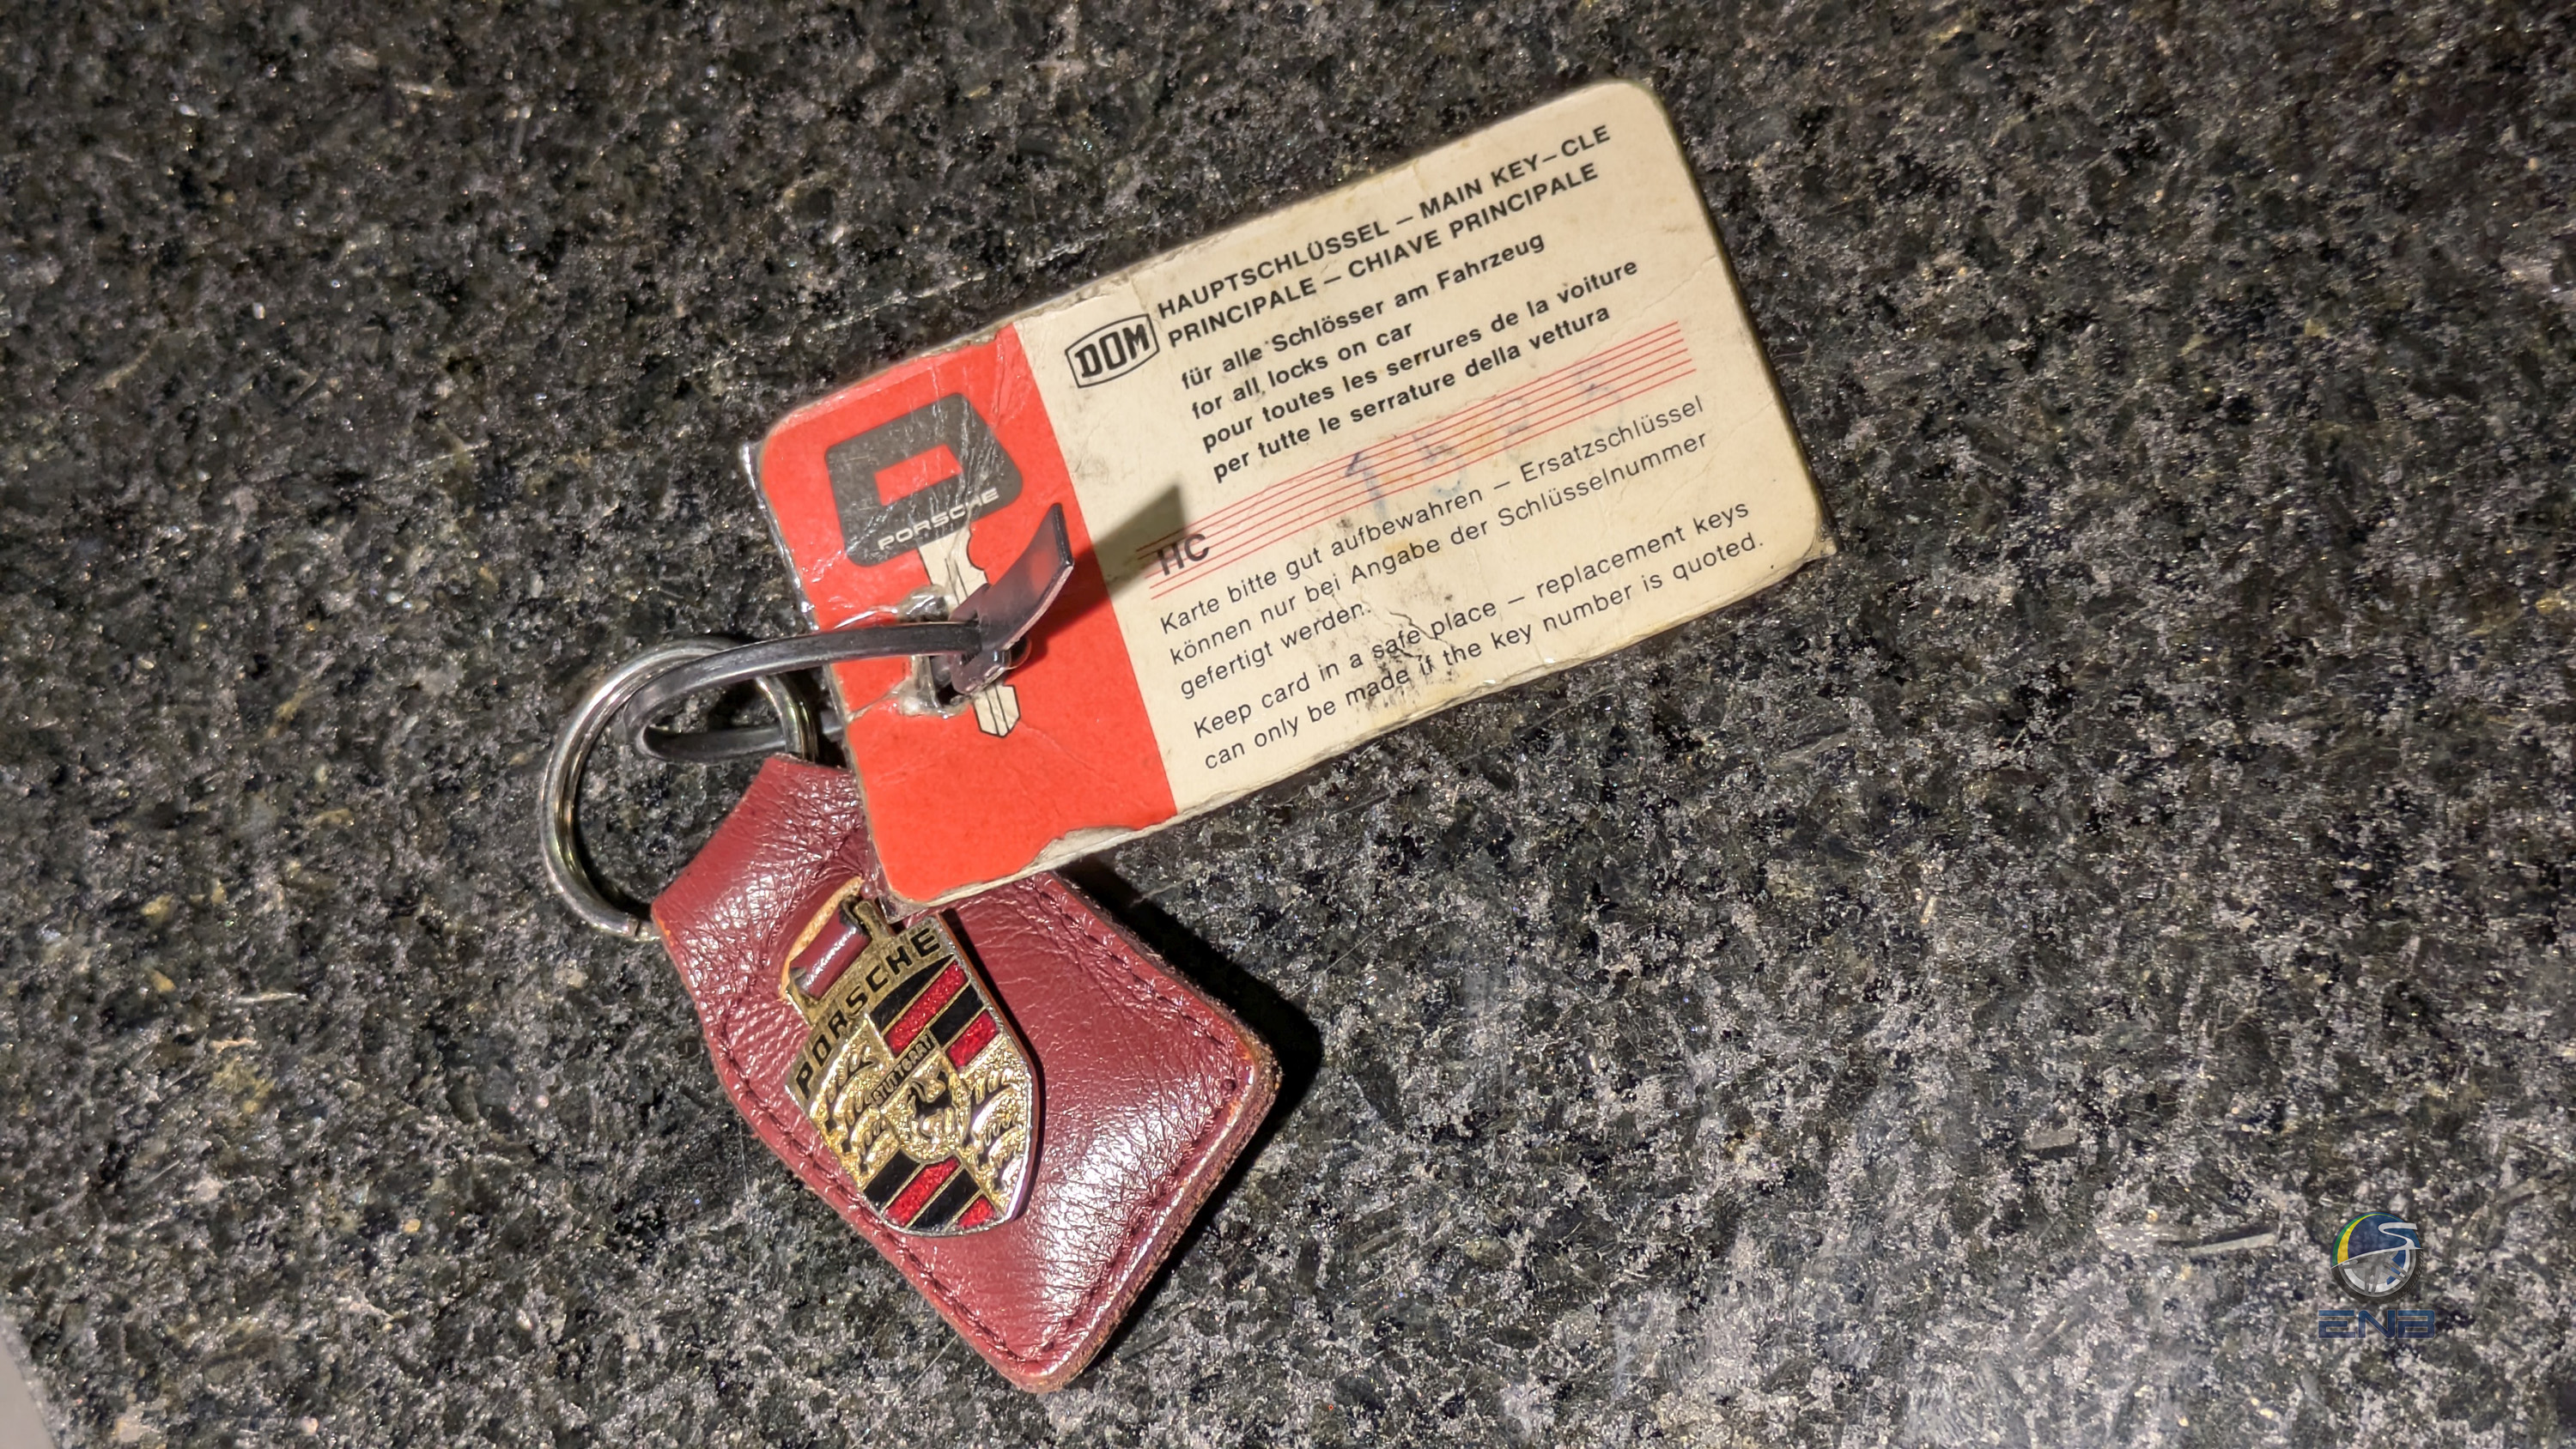 DOM
HAUPTSCHLÜSSEL – MAIN KEY – CLE
PRINCIPALE – CHIAVE PRINCIPALE
für alle Schlösser am Fahrzeug
for all locks on car
pour toutes les serrures de la voiture
per tutte le serrature della vettura
HC
Karte bitte gut aufbewahren – Ersatzschlüssel
können nur bei Angabe der Schlüsselnummer
gefertigt werden.
Keep card in a safe place – replacement keys
can only be made if the key number is quoted.
PORSCHE
PORSCHE
STUTTGART
ENB